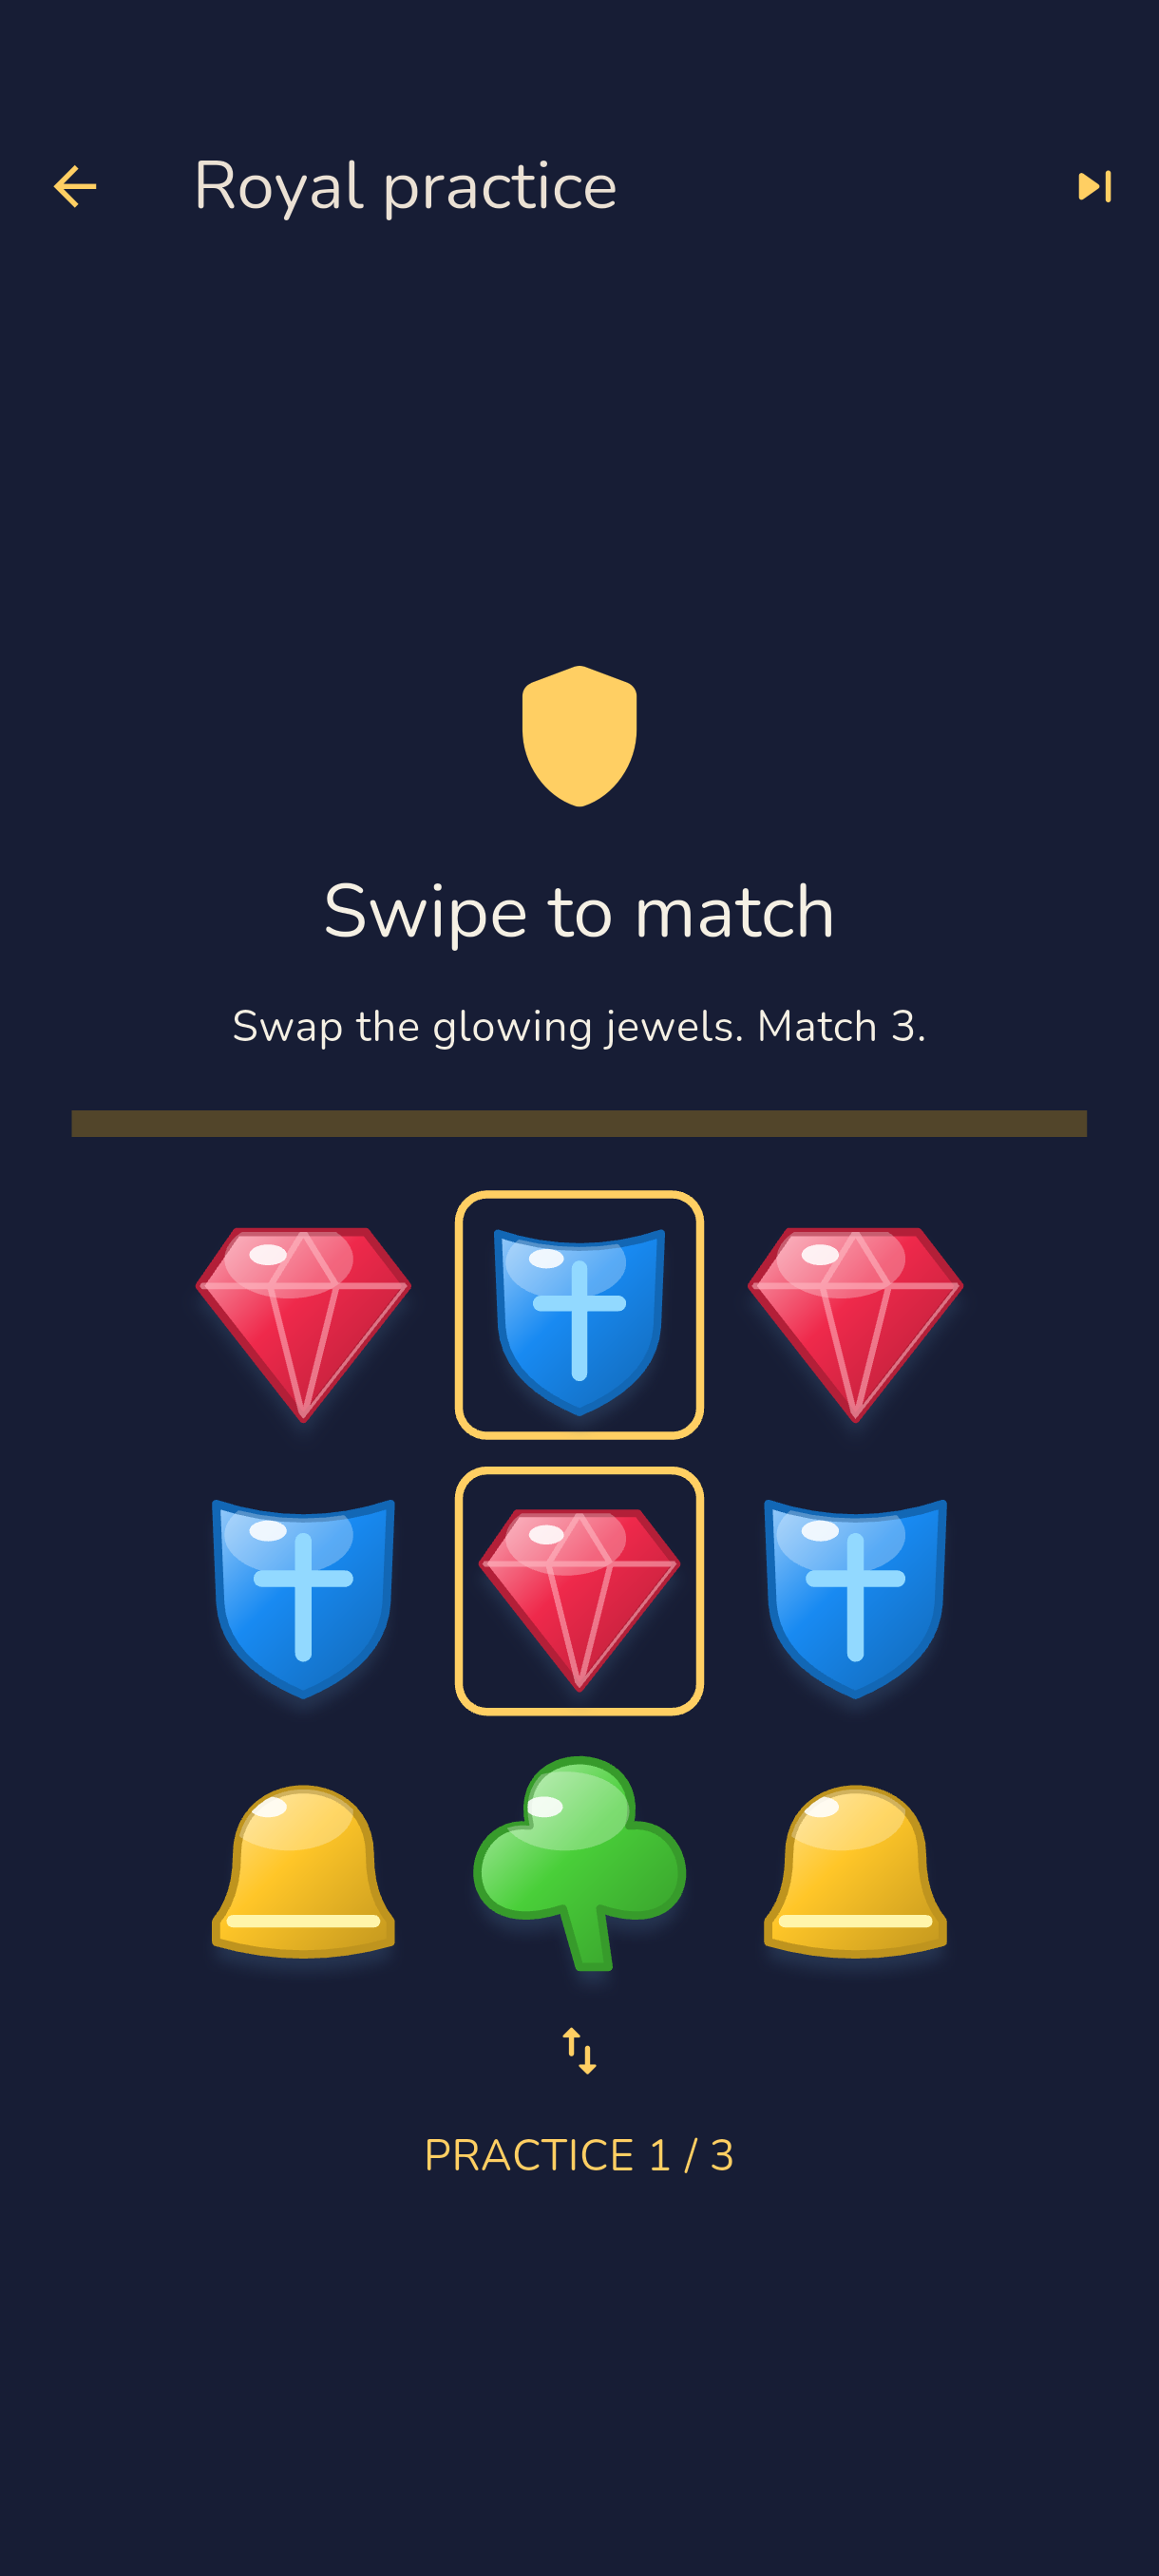 Royal practice
Swipe to match
Swap the glowing jewels. Match 3.
PRACTICE 1 / 3